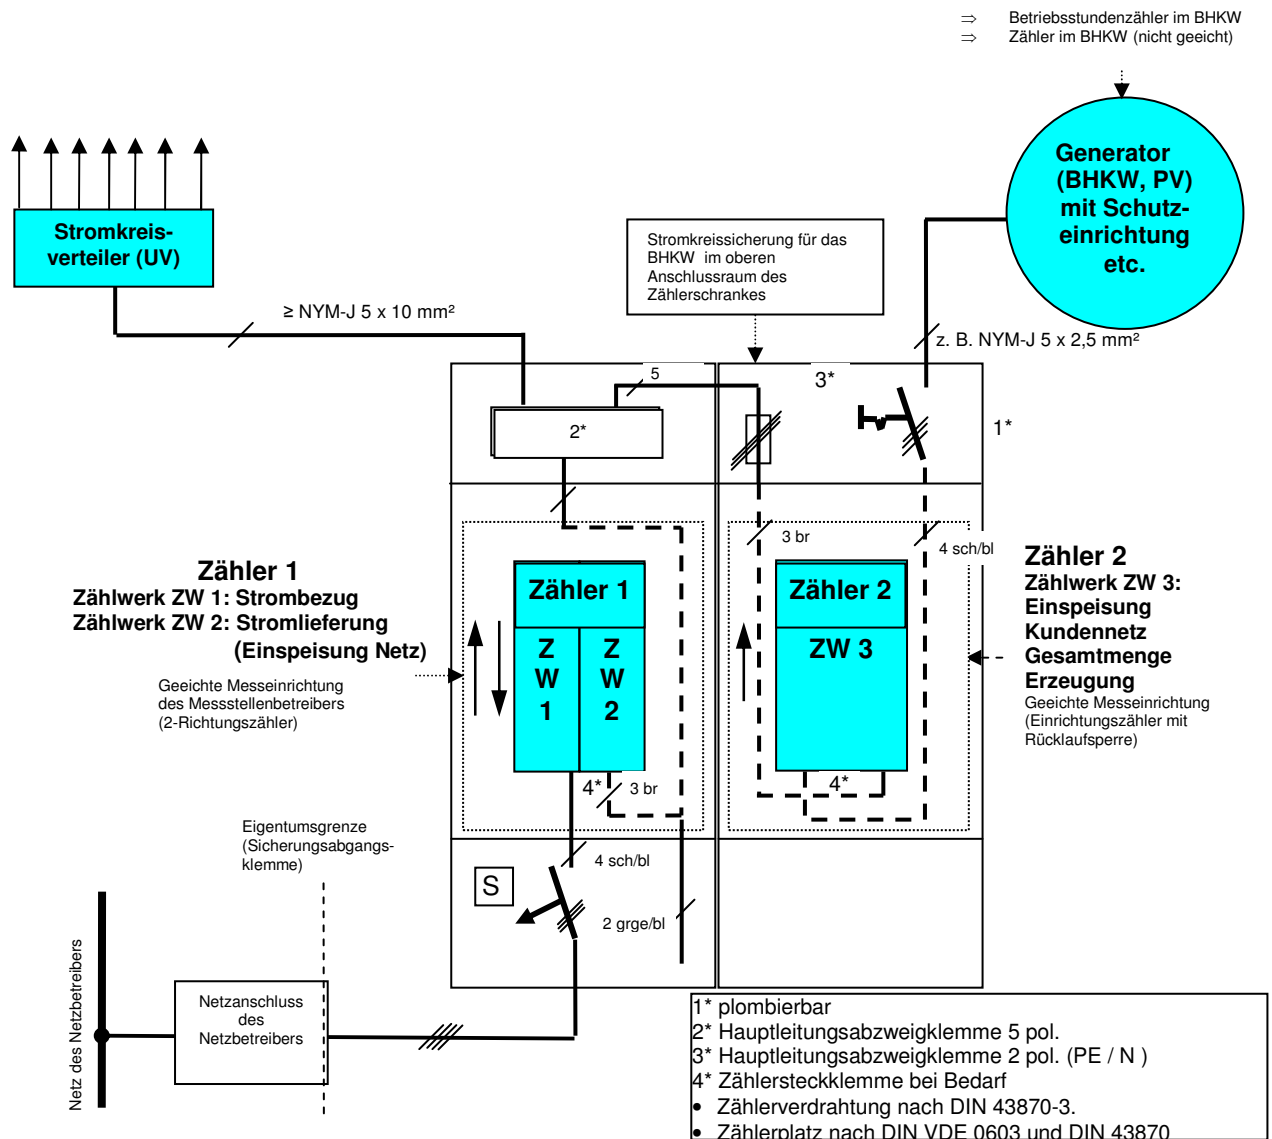 ⇒ Betriebsstundenzähler im BHKW
⇒ Zähler im BHKW (nicht geeicht)
Generator
(BHKW, PV)
mit Schutz-
einrichtung
etc.
Stromkreis-
verteiler (UV)
Stromkreissicherung für das
BHKW im oberen
Anschlussraum des
Zählerschrankes
≥ NYM-J 5 x 10 mm²
z. B. NYM-J 5 x 2,5 mm²
5
3*
2*
1*
3 br
4 sch/bl
Zähler 1
Zählwerk ZW 1: Strombezug
Zählwerk ZW 2: Stromlieferung
(Einspeisung Netz)
Geeichte Messeinrichtung
des Messstellenbetreibers
(2-Richtungszähler)
Zähler 1
Z
W
1
Z
W
2
Zähler 2
ZW 3
Zähler 2
Zählwerk ZW 3:
Einspeisung
Kundennetz
Gesamtmenge
Erzeugung
Geeichte Messeinrichtung
(Einrichtungszähler mit
Rücklaufsperre)
4*
3 br
4*
Eigentumsgrenze
(Sicherungsabgangs-
klemme)
4 sch/bl
S
2 grge/bl
Netz des Netzbetreibers
Netzanschluss
des
Netzbetreibers
1* plombierbar
2* Hauptleitungsabzweigklemme 5 pol.
3* Hauptleitungsabzweigklemme 2 pol. (PE / N )
4* Zählersteckklemme bei Bedarf
• Zählerverdrahtung nach DIN 43870-3.
• Zählerplatz nach DIN VDE 0603 und DIN 43870